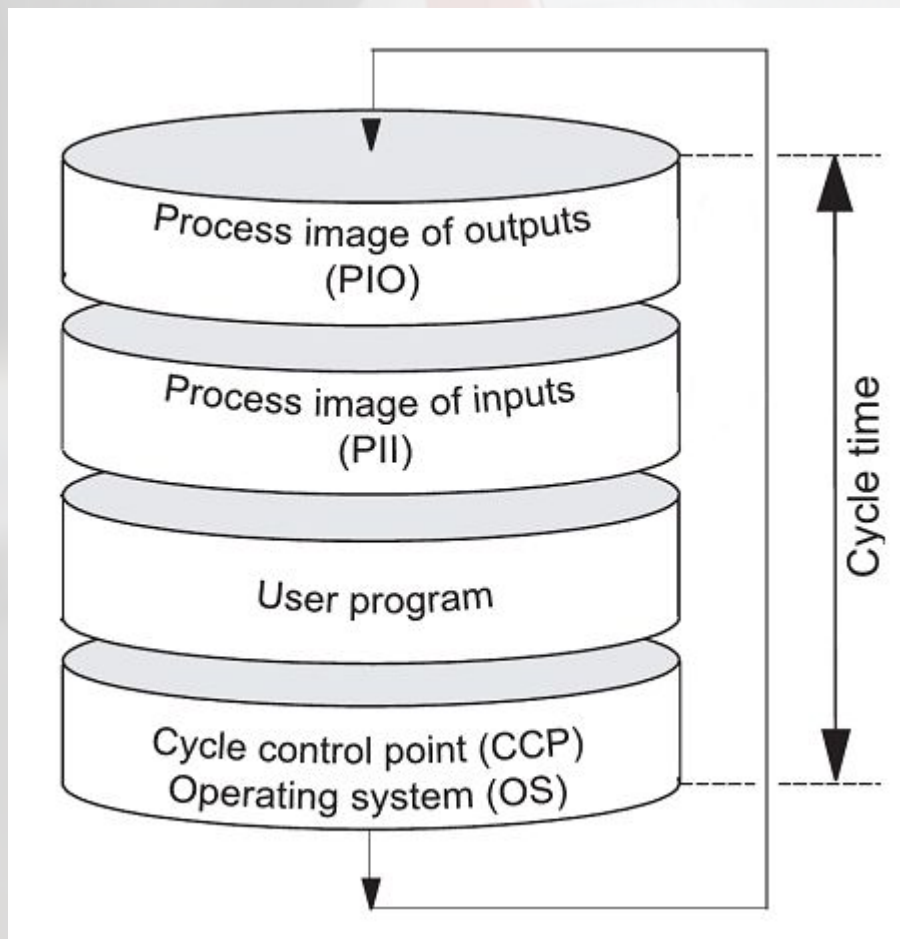 Process image of outputs
(PIO)
Process image of inputs
(PII)
User program
Cycle control point (CCP)
Operating system (OS)
Cycle time